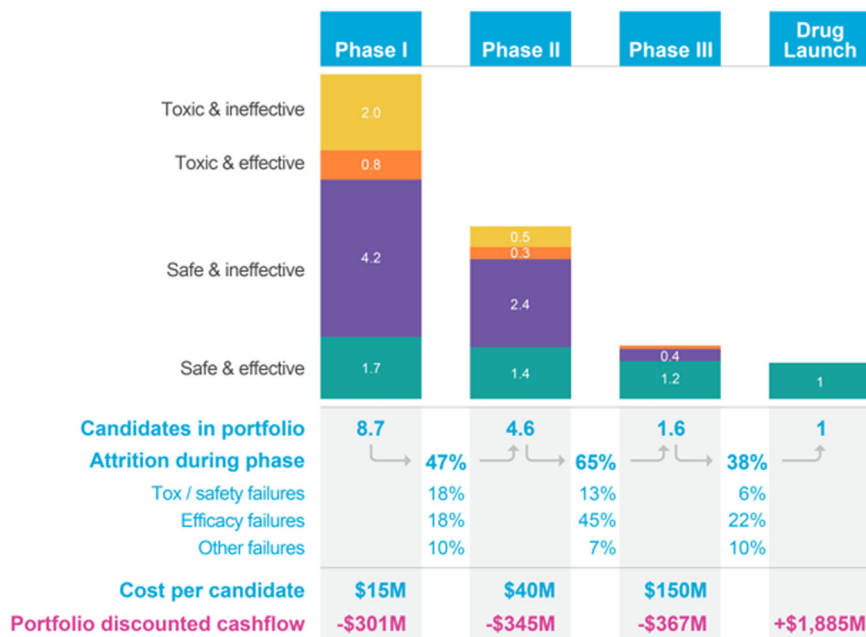 Phase I Phase II Phase III Drug Launch
Toxic & ineffective 2.0
Toxic & effective 0.8
0.5
0.3
Safe & ineffective 4.2 2.4 0.4
Safe & effective 1.7 1.4 1.2 1
Candidates in portfolio 8.7 4.6 1.6 1
Attrition during phase 47% 65% 38%
Tox / safety failures 18% 13% 6%
Efficacy failures 18% 45% 22%
Other failures 10% 7% 10%
Cost per candidate $15M $40M $150M
Portfolio discounted cashflow -$301M -$345M -$367M +$1,885M